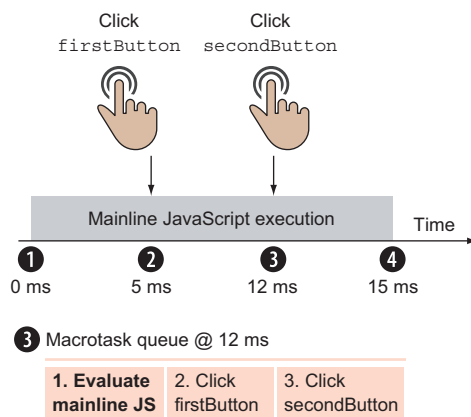 Click
firstButton
Click
secondButton
Mainline JavaScript execution
Time
1
2
3
4
0 ms
5 ms
12 ms
15 ms
3 Macrotask queue @ 12 ms
1. Evaluate
mainline JS
2. Click
firstButton
3. Click
secondButton